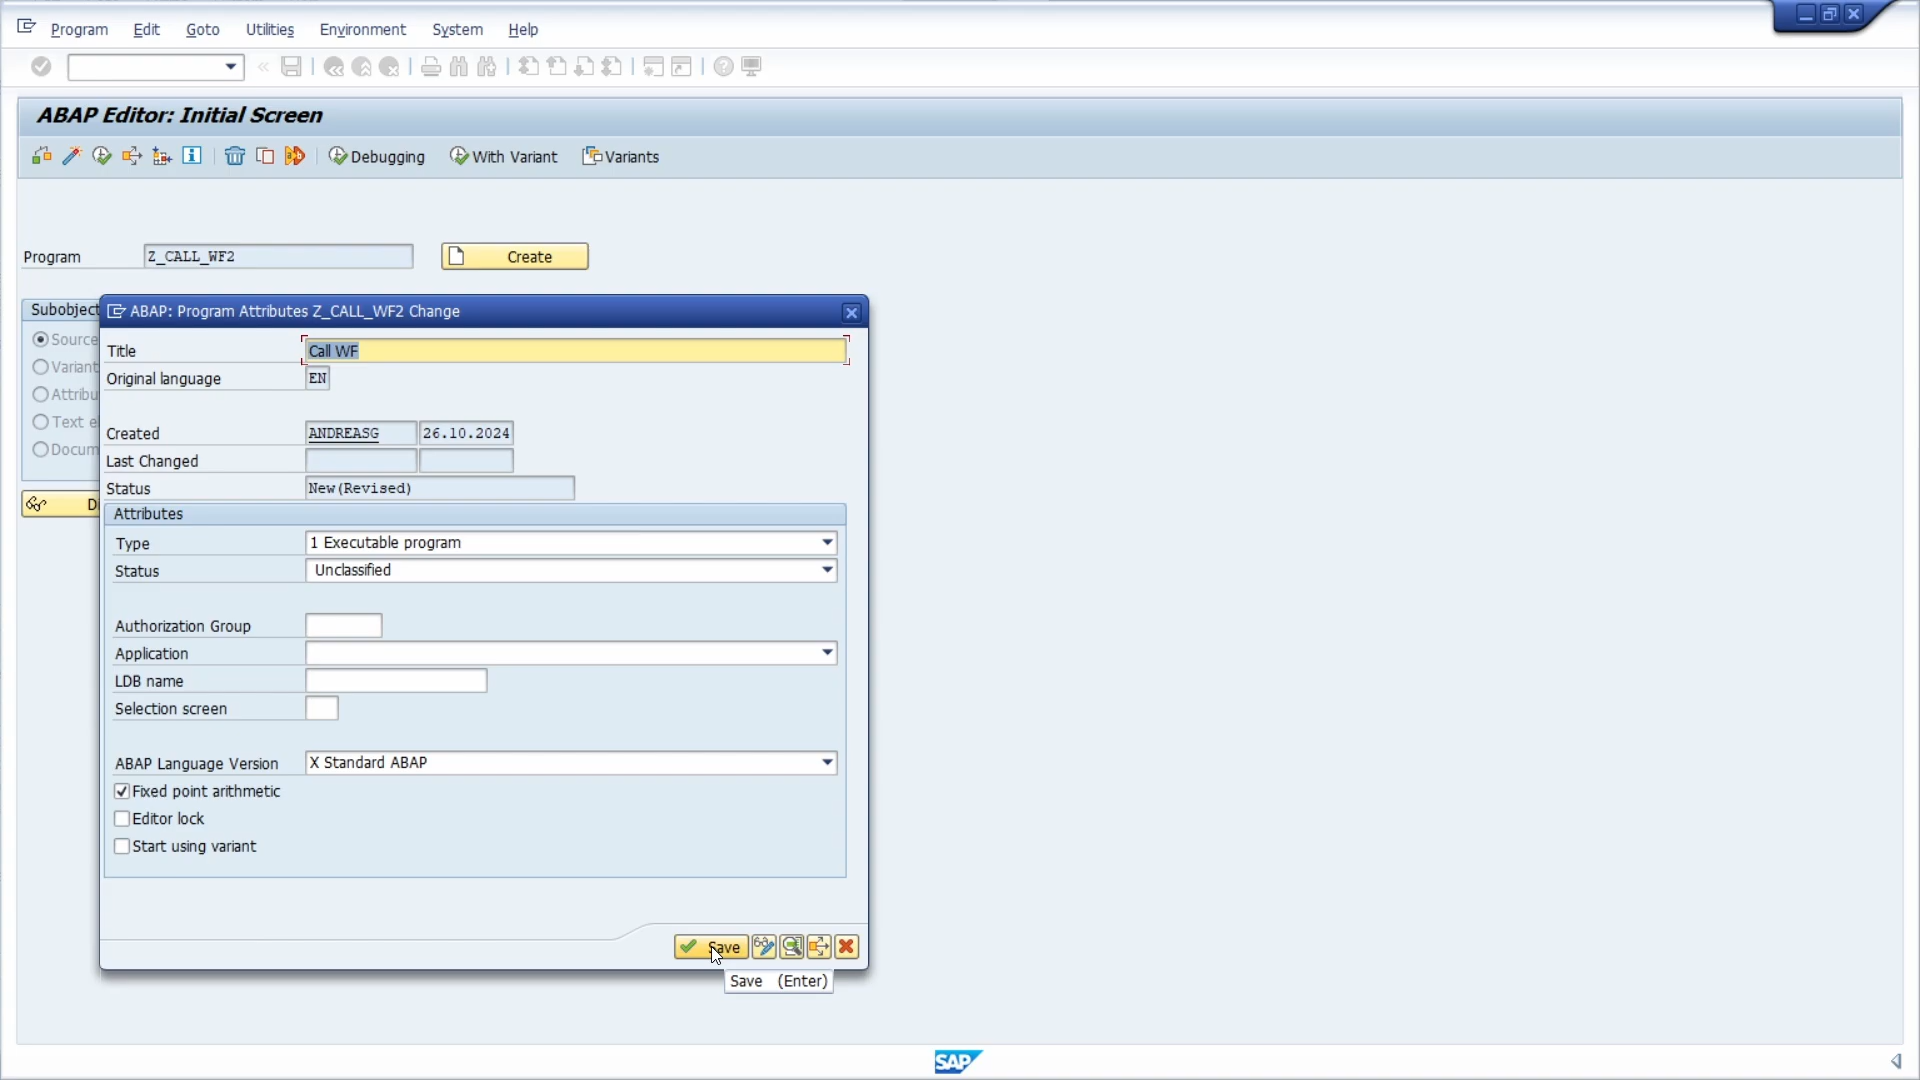 Program Edit Goto Utilities Environment System Help
ABAP Editor: Initial Screen
Debugging With Variant Variants
Program Z_CALL_WF2 Create
Subobject
ABAP: Program Attributes Z_CALL_WF2 Change
Source
Title Call WF
Variant
Original language EN
Attribu
Text e
Created ANDREASG 26.10.2024
Docum
Last Changed
Status New(Revised)
Di
Attributes
Type 1 Executable program
Status Unclassified
Authorization Group
Application
LDB name
Selection screen
ABAP Language Version X Standard ABAP
Fixed point arithmetic
Editor lock
Start using variant
Save
Save (Enter)
SAP